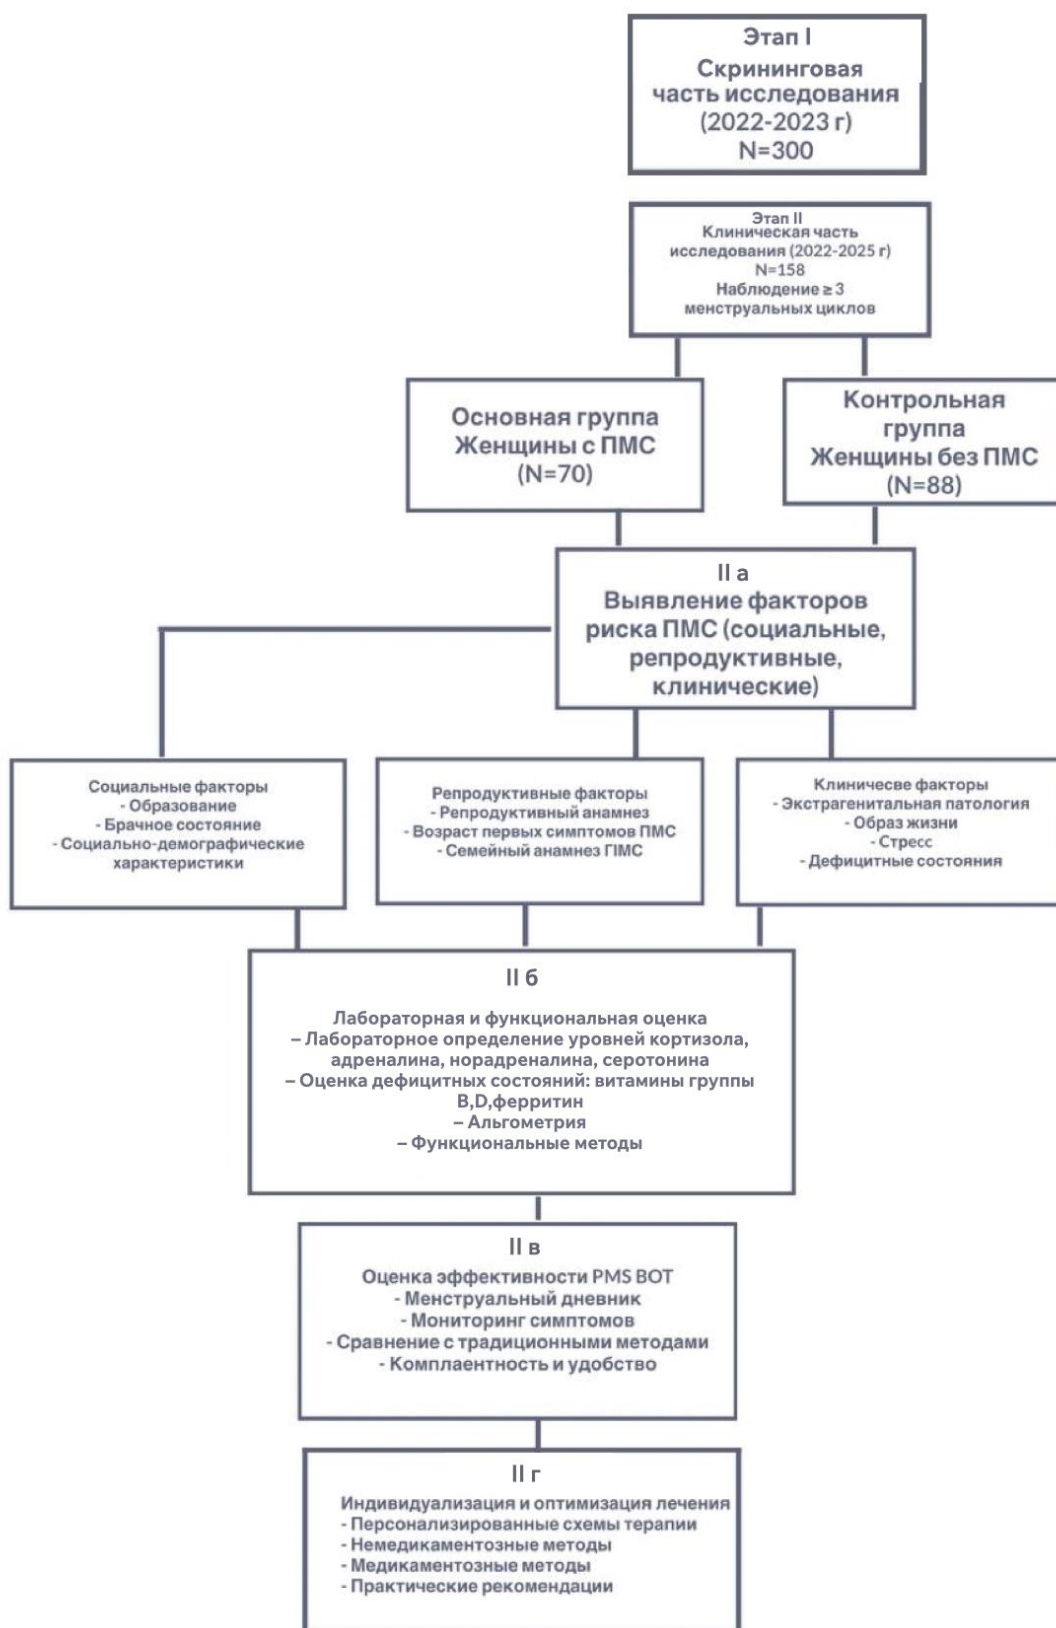 Этап I
Скрининговая
часть исследования
(2022-2023 г)
N=300
Этап II
Клиническая часть
исследования (2022-2025 г)
N=158
Наблюдение ≥ 3
менструальных циклов
Основная группа
Женщины с ПМС
(N=70)
Контрольная
группа
Женщины без ПМС
(N=88)
II а
Выявление факторов
риска ПМС (социальные,
репродуктивные,
клинические)
Социальные факторы
- Образование
- Брачное состояние
- Социально-демографические
характеристики
Репродуктивные факторы
- Репродуктивный анамнез
- Возраст первых симптомов ПМС
- Семейный анамнез ГІМС
Клиничесве факторы
- Экстрагенитальная патология
- Образ жизни
- Стресс
- Дефицитные состояния
II б
Лабораторная и функциональная оценка
– Лабораторное определение уровней кортизола,
адреналина, норадреналина, серотонина
– Оценка дефицитных состояний: витамины группы
B,D,ферритин
– Альгометрия
– Функциональные методы
II в
Оценка эффективности PMS BOT
- Менструальный дневник
- Мониторинг симптомов
- Сравнение с традиционными методами
- Комплаентность и удобство
II г
Индивидуализация и оптимизация лечения
- Персонализированные схемы терапии
- Немедикаментозные методы
- Медикаментозные методы
- Практические рекомендации